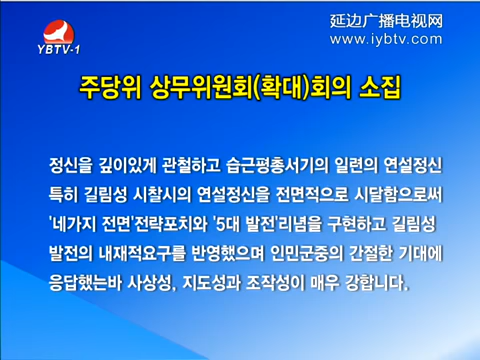 延边广播电视网
www.iybtv.com
YBTV-1
주당위 상무위원회(확대)회의 소집
정신을 깊이있게 관철하고 습근평총서기의 일련의 연설정신
특히 길림성 시찰시의 연설정신을 전면적으로 시달함으로써
'네가지 전면'전략포치와 '5대 발전'리념을 구현하고 길림성
발전의 내재적요구를 반영했으며 인민군중의 간절한 기대에
응답했는바 사상성, 지도성과 조작성이 매우 강합니다.